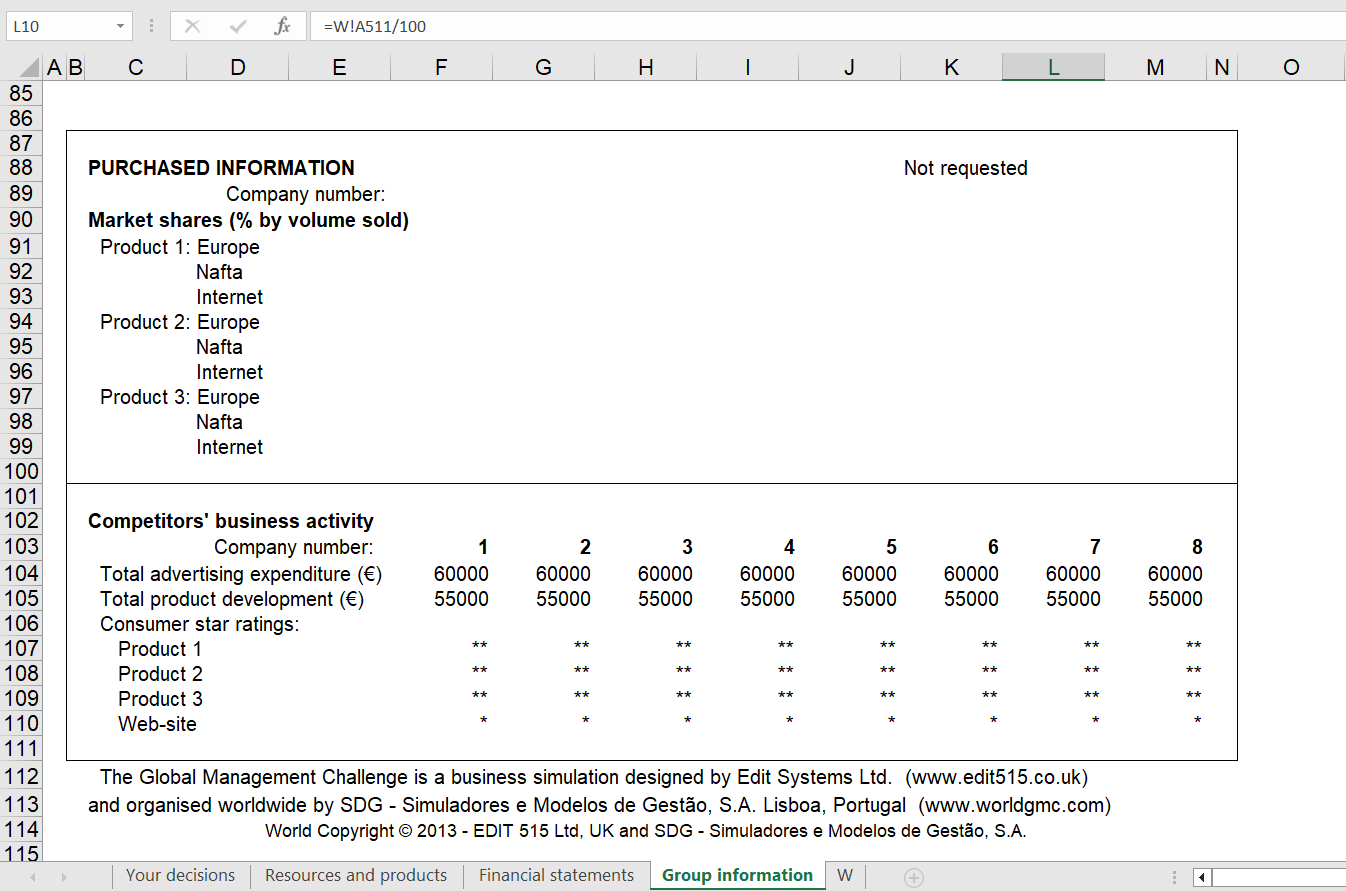 L10 fx =W!A511/100
A B C D E F G H I J K L M N O
85
86
87
88 PURCHASED INFORMATION Not requested
89 Company number:
90 Market shares (% by volume sold)
91 Product 1: Europe
92 Nafta
93 Internet
94 Product 2: Europe
95 Nafta
96 Internet
97 Product 3: Europe
98 Nafta
99 Internet
100
101
102 Competitors' business activity
103 Company number: 1 2 3 4 5 6 7 8
104 Total advertising expenditure (€) 60000 60000 60000 60000 60000 60000 60000 60000
105 Total product development (€) 55000 55000 55000 55000 55000 55000 55000 55000
106 Consumer star ratings:
107 Product 1 ** ** ** ** ** ** ** **
108 Product 2 ** ** ** ** ** ** ** **
109 Product 3 ** ** ** ** ** ** ** **
110 Web-site * * * * * * * *
111
112 The Global Management Challenge is a business simulation designed by Edit Systems Ltd. (www.edit515.co.uk)
113 and organised worldwide by SDG - Simuladores e Modelos de Gestão, S.A. Lisboa, Portugal (www.worldgmc.com)
114 World Copyright © 2013 - EDIT 515 Ltd, UK and SDG - Simuladores e Modelos de Gestão, S.A.
115
Your decisions Resources and products Financial statements Group information W